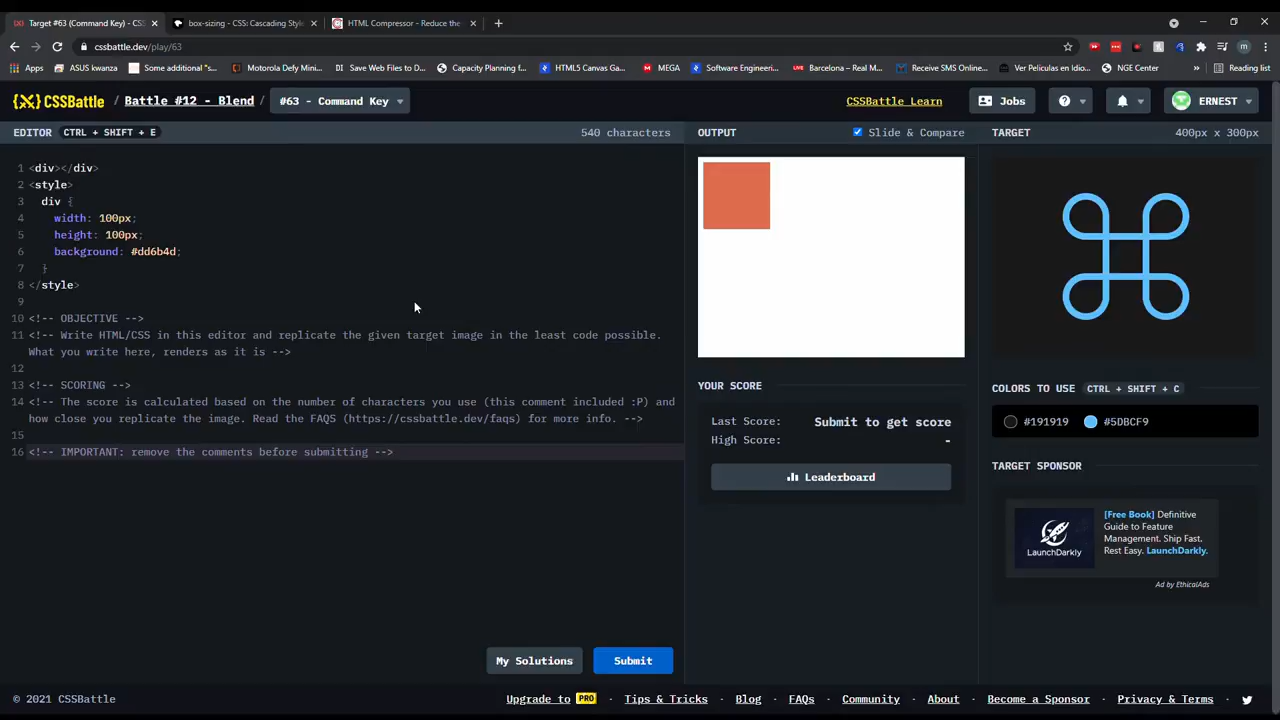 Target #63 (Command Key) - CSS
box-sizing - CSS: Cascading Style
HTML Compressor - Reduce the
cssbattle.dev/play/63
Apps
ASUS kwanza
Some additional "s...
Motorola Defy Mini...
Save Web Files to D...
Capacity Planning f...
HTML5 Canvas Ga...
MEGA
Software Engineeri...
Barcelona – Real M...
Receive SMS Online...
Ver Peliculas en Idio...
NGE Center
Reading list
CSSBattle
Battle #12 - Blend
/
#63 - Command Key
CSSBattle Learn
Jobs
ERNEST
EDITOR CTRL + SHIFT + E 540 characters
OUTPUT Slide & Compare
TARGET 400px x 300px
1 <div></div>
2 <style>
3 div {
4 width: 100px;
5 height: 100px;
6 background: #dd6b4d;
7 }
8 </style>
9
10 <!-- OBJECTIVE -->
11 <!-- Write HTML/CSS in this editor and replicate the given target image in the least code possible.
What you write here, renders as it is -->
12
13 <!-- SCORING -->
14 <!-- The score is calculated based on the number of characters you use (this comment included :P) and
how close you replicate the image. Read the FAQS (https://cssbattle.dev/faqs) for more info. -->
15
16 <!-- IMPORTANT: remove the comments before submitting -->
My Solutions
Submit
YOUR SCORE
Last Score: Submit to get score
High Score: -
Leaderboard
COLORS TO USE CTRL + SHIFT + C
#191919 #5DBCF9
TARGET SPONSOR
[Free Book] Definitive
Guide to Feature
Management. Ship Fast.
Rest Easy. LaunchDarkly.
LaunchDarkly
Ad by EthicalAds
© 2021 CSSBattle
Upgrade to PRO · Tips & Tricks · Blog · FAQs · Community · About · Become a Sponsor · Privacy & Terms ·